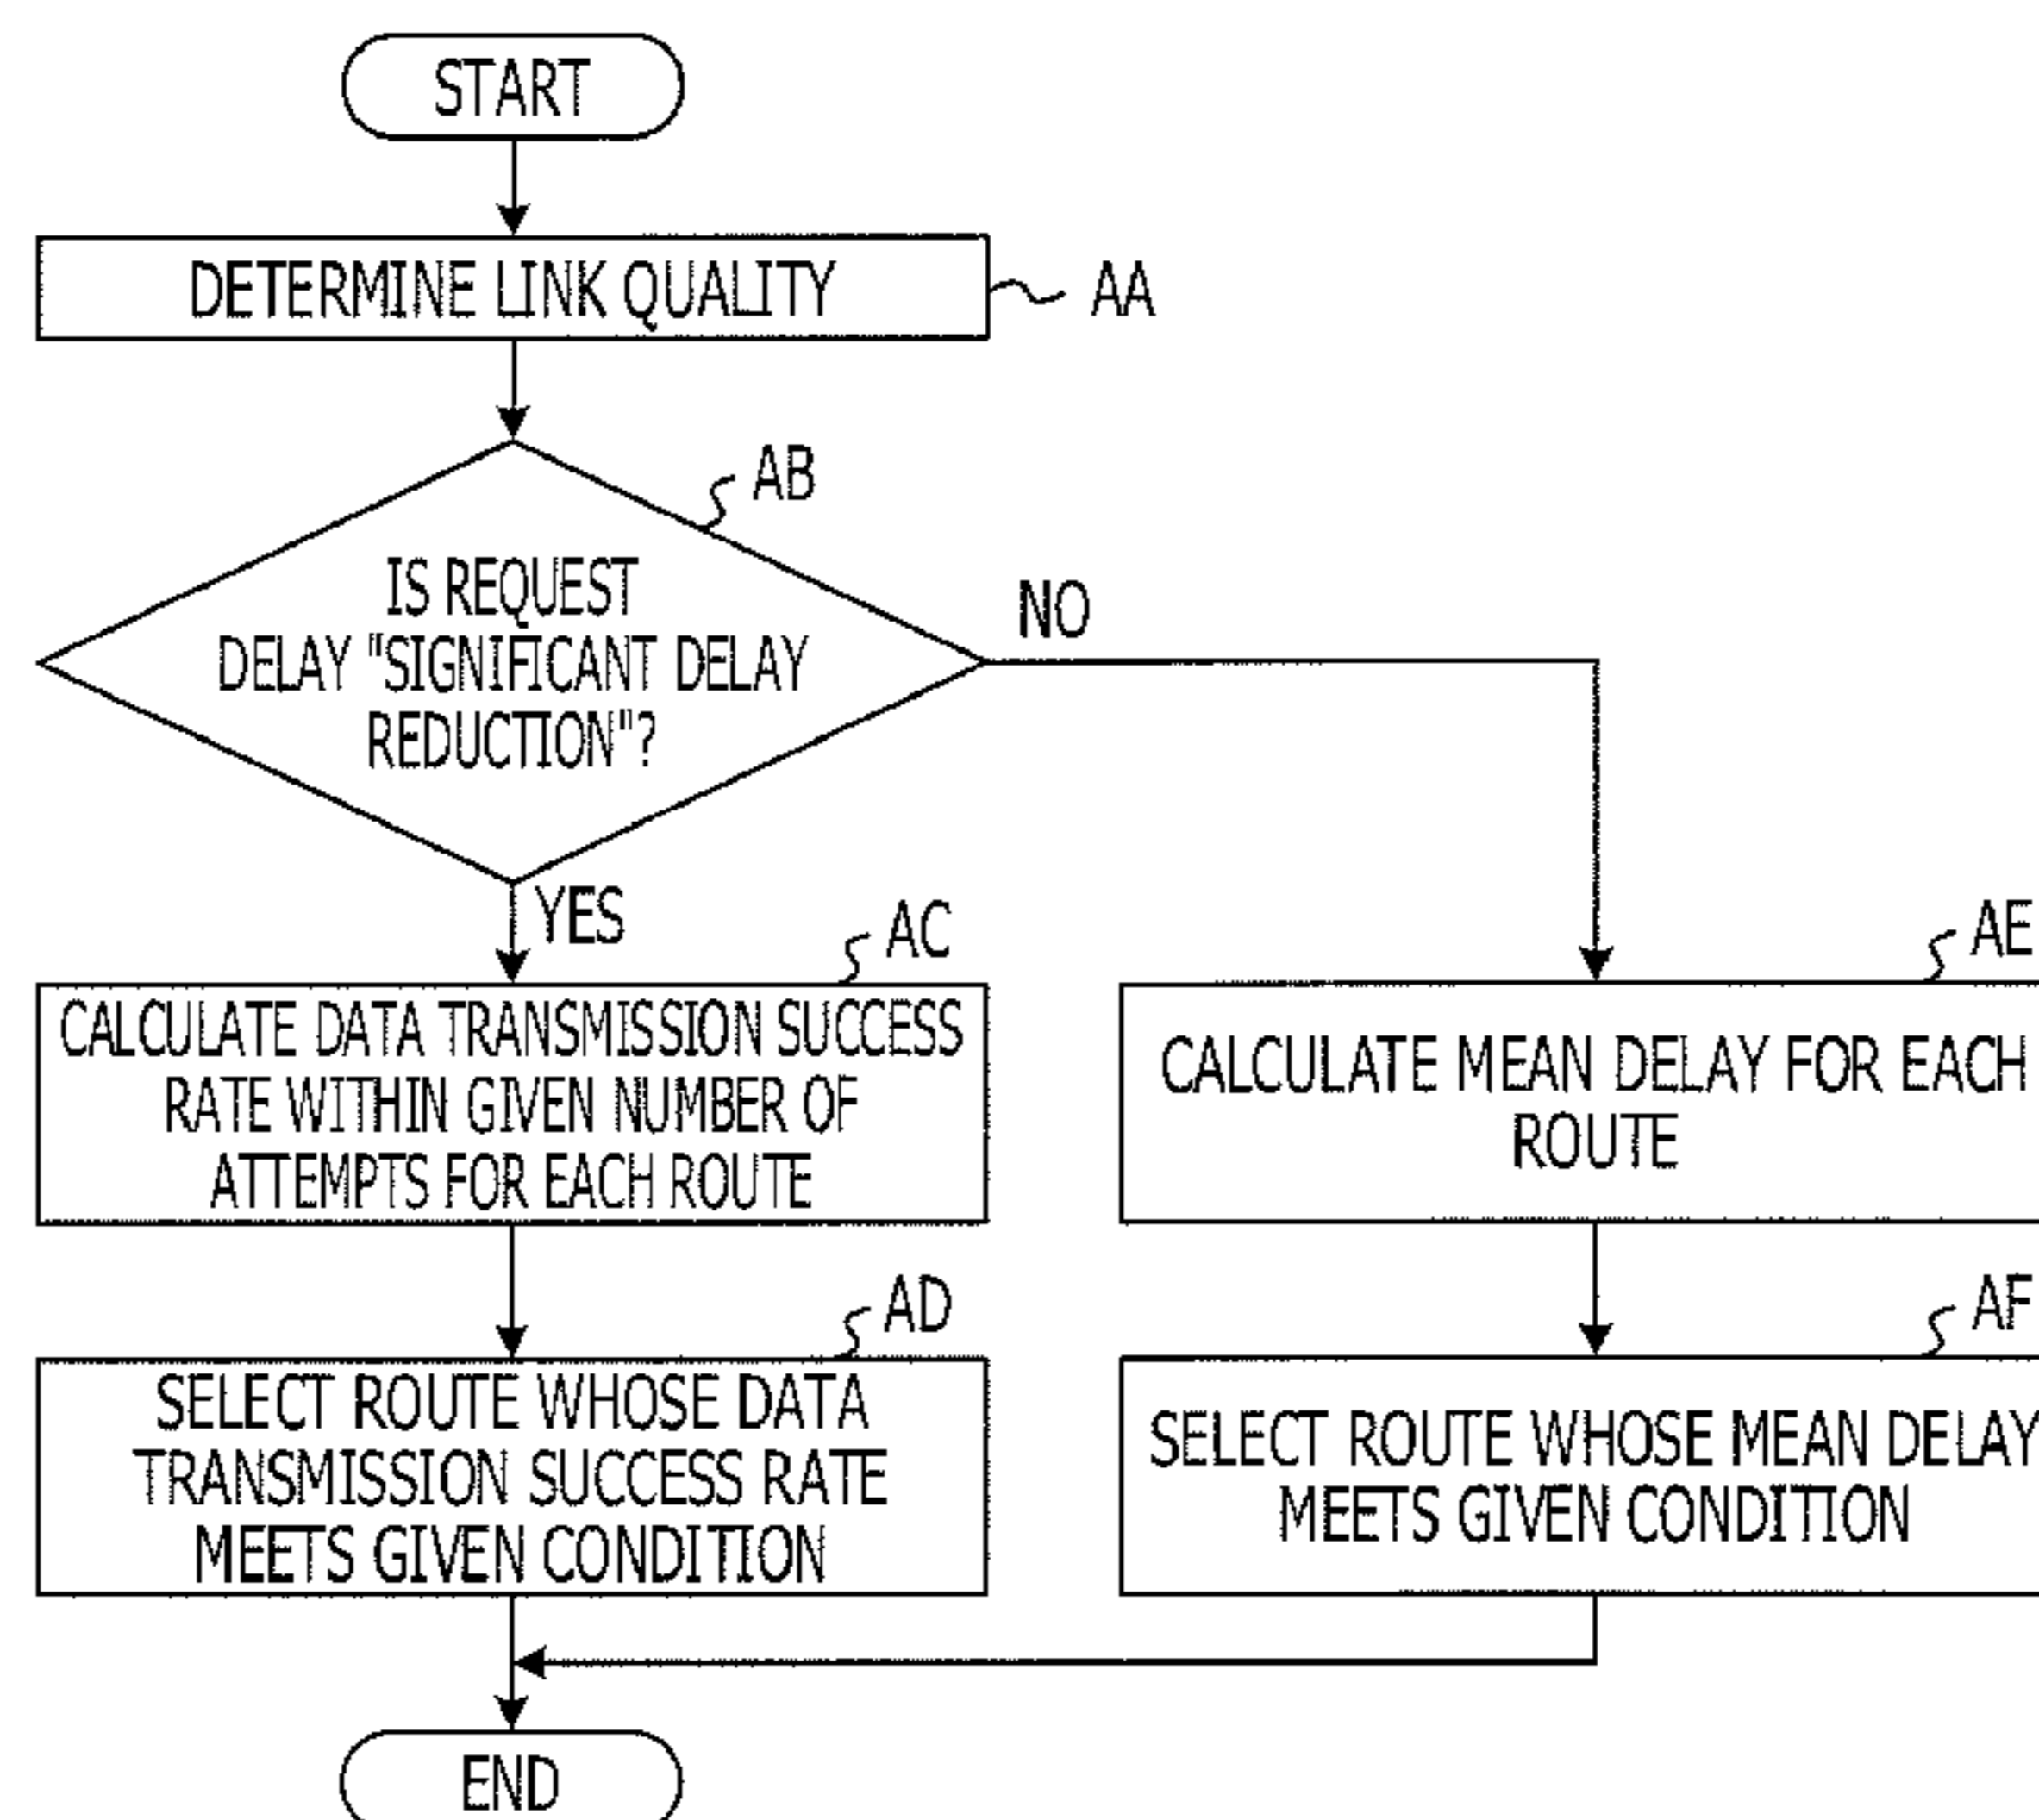 START
DETERMINE LINK QUALITY
AA
AB
IS REQUEST
DELAY "SIGNIFICANT DELAY
REDUCTION"?
NO
YES
AC
CALCULATE DATA TRANSMISSION SUCCESS
RATE WITHIN GIVEN NUMBER OF
ATTEMPTS FOR EACH ROUTE
AE
CALCULATE MEAN DELAY FOR EACH
ROUTE
AD
SELECT ROUTE WHOSE DATA
TRANSMISSION SUCCESS RATE
MEETS GIVEN CONDITION
AF
SELECT ROUTE WHOSE MEAN DELAY
MEETS GIVEN CONDITION
END